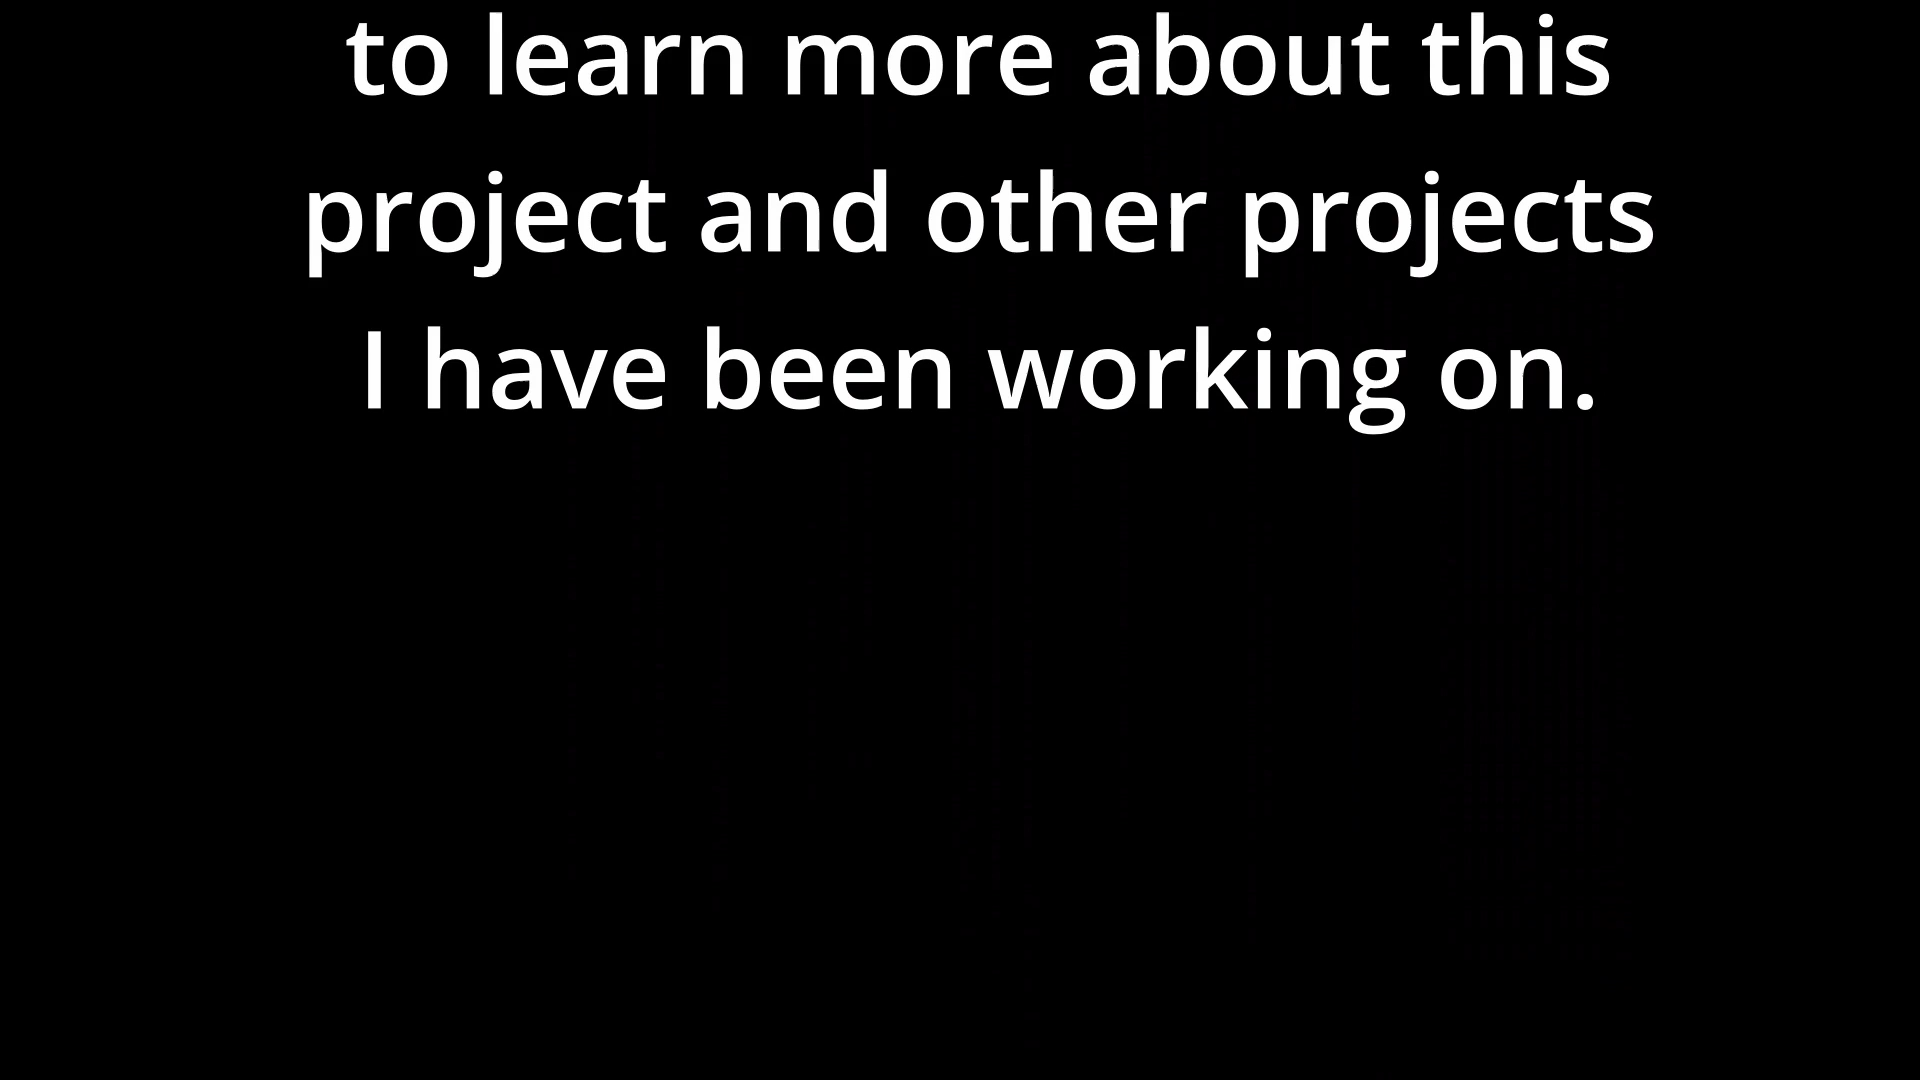 to learn more about this
project and other projects
I have been working on.